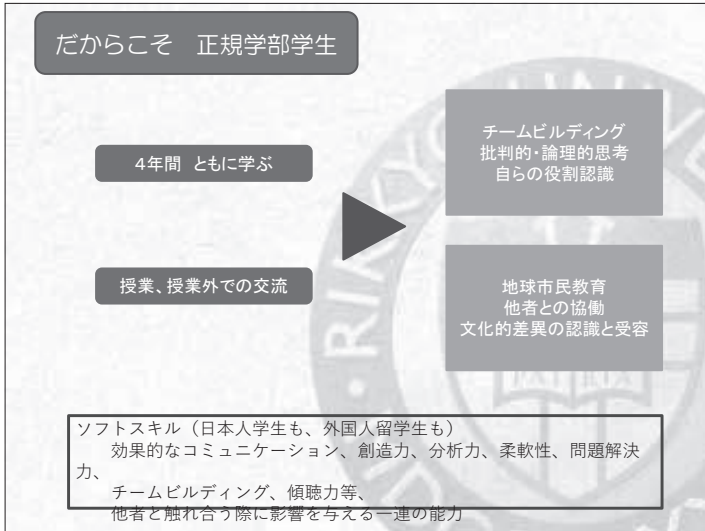 だからこそ　正規学部学生
4年間 ともに学ぶ
授業、授業外での交流
チームビルディング
批判的・論理的思考
自らの役割認識
地球市民教育
他者との協働
文化的差異の認識と受容
ソフトスキル（日本人学生も、外国人留学生も）
効果的なコミュニケーション、創造力、分析力、柔軟性、問題解決
力、
チームビルディング、傾聴力等、
他者と触れ合う際に影響を与える一連の能力